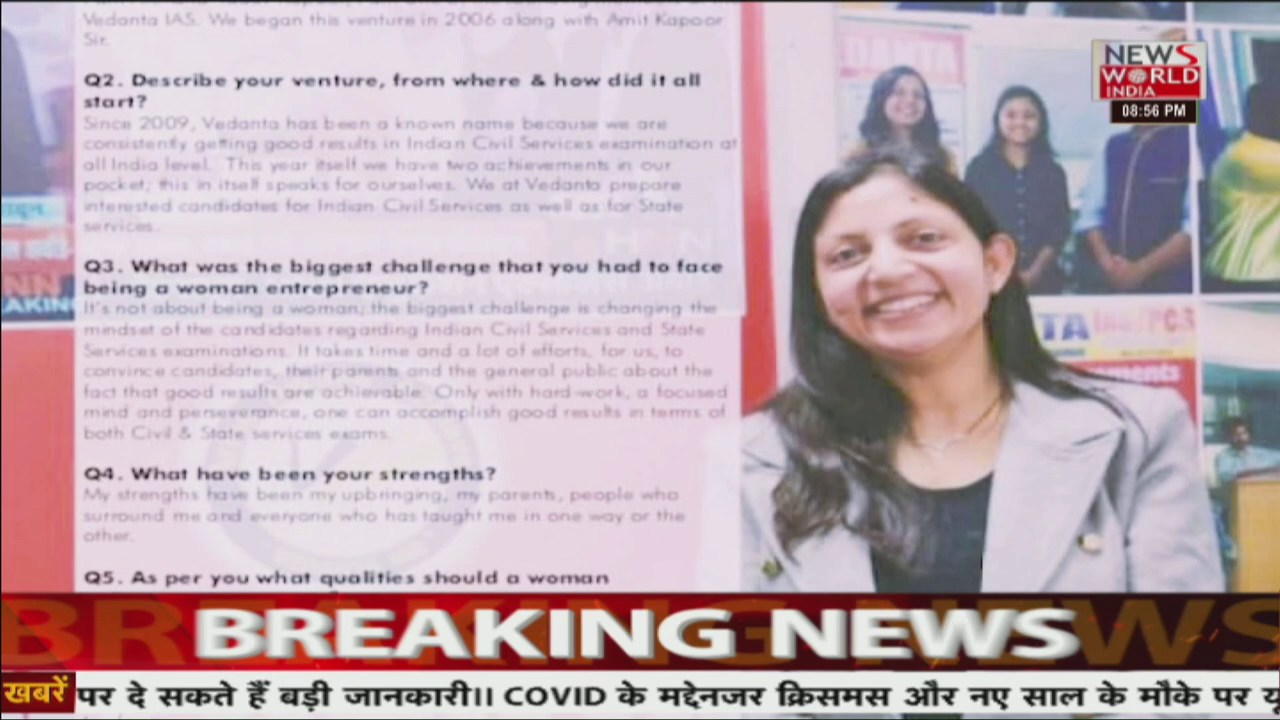 Vedanta IAS. We began this venture in 2006 along with Amit Kapoor
Sir.
Q2. Describe your venture, from where & how did it all
start?
Since 2009, Vedanta has been a known name because we are
consistently getting good results in Indian Civil Services examination at
all India level. This year itself we have two achievements in our
pocket; this in itself speaks for ourselves. We at Vedanta prepare
interested candidates for Indian Civil Services as well as for State
services.
Q3. What was the biggest challenge that you had to face
being a woman entrepreneur?
It's not about being a woman; the biggest challenge is changing the
mindset of the candidates regarding Indian Civil Services and State
Services examinations. It takes time and a lot of efforts, for us, to
convince candidates, their parents and the general public about the
fact that good results are achievable. Only with hard-work, a focused
mind and perseverance, one can accomplish good results in terms of
both Civil & State services exams.
Q4. What have been your strengths?
My strengths have been my upbringing, my parents, people who
surround me and everyone who has taught me in one way or the
other.
Q5. As per you what qualities should a woman
NEWS
WORLD
INDIA
08:56 PM
BREAKING NEWS
खबरें पर दे सकते हैं बड़ी जानकारी।। COVID के मद्देनजर क्रिसमस और नए साल के मौके पर